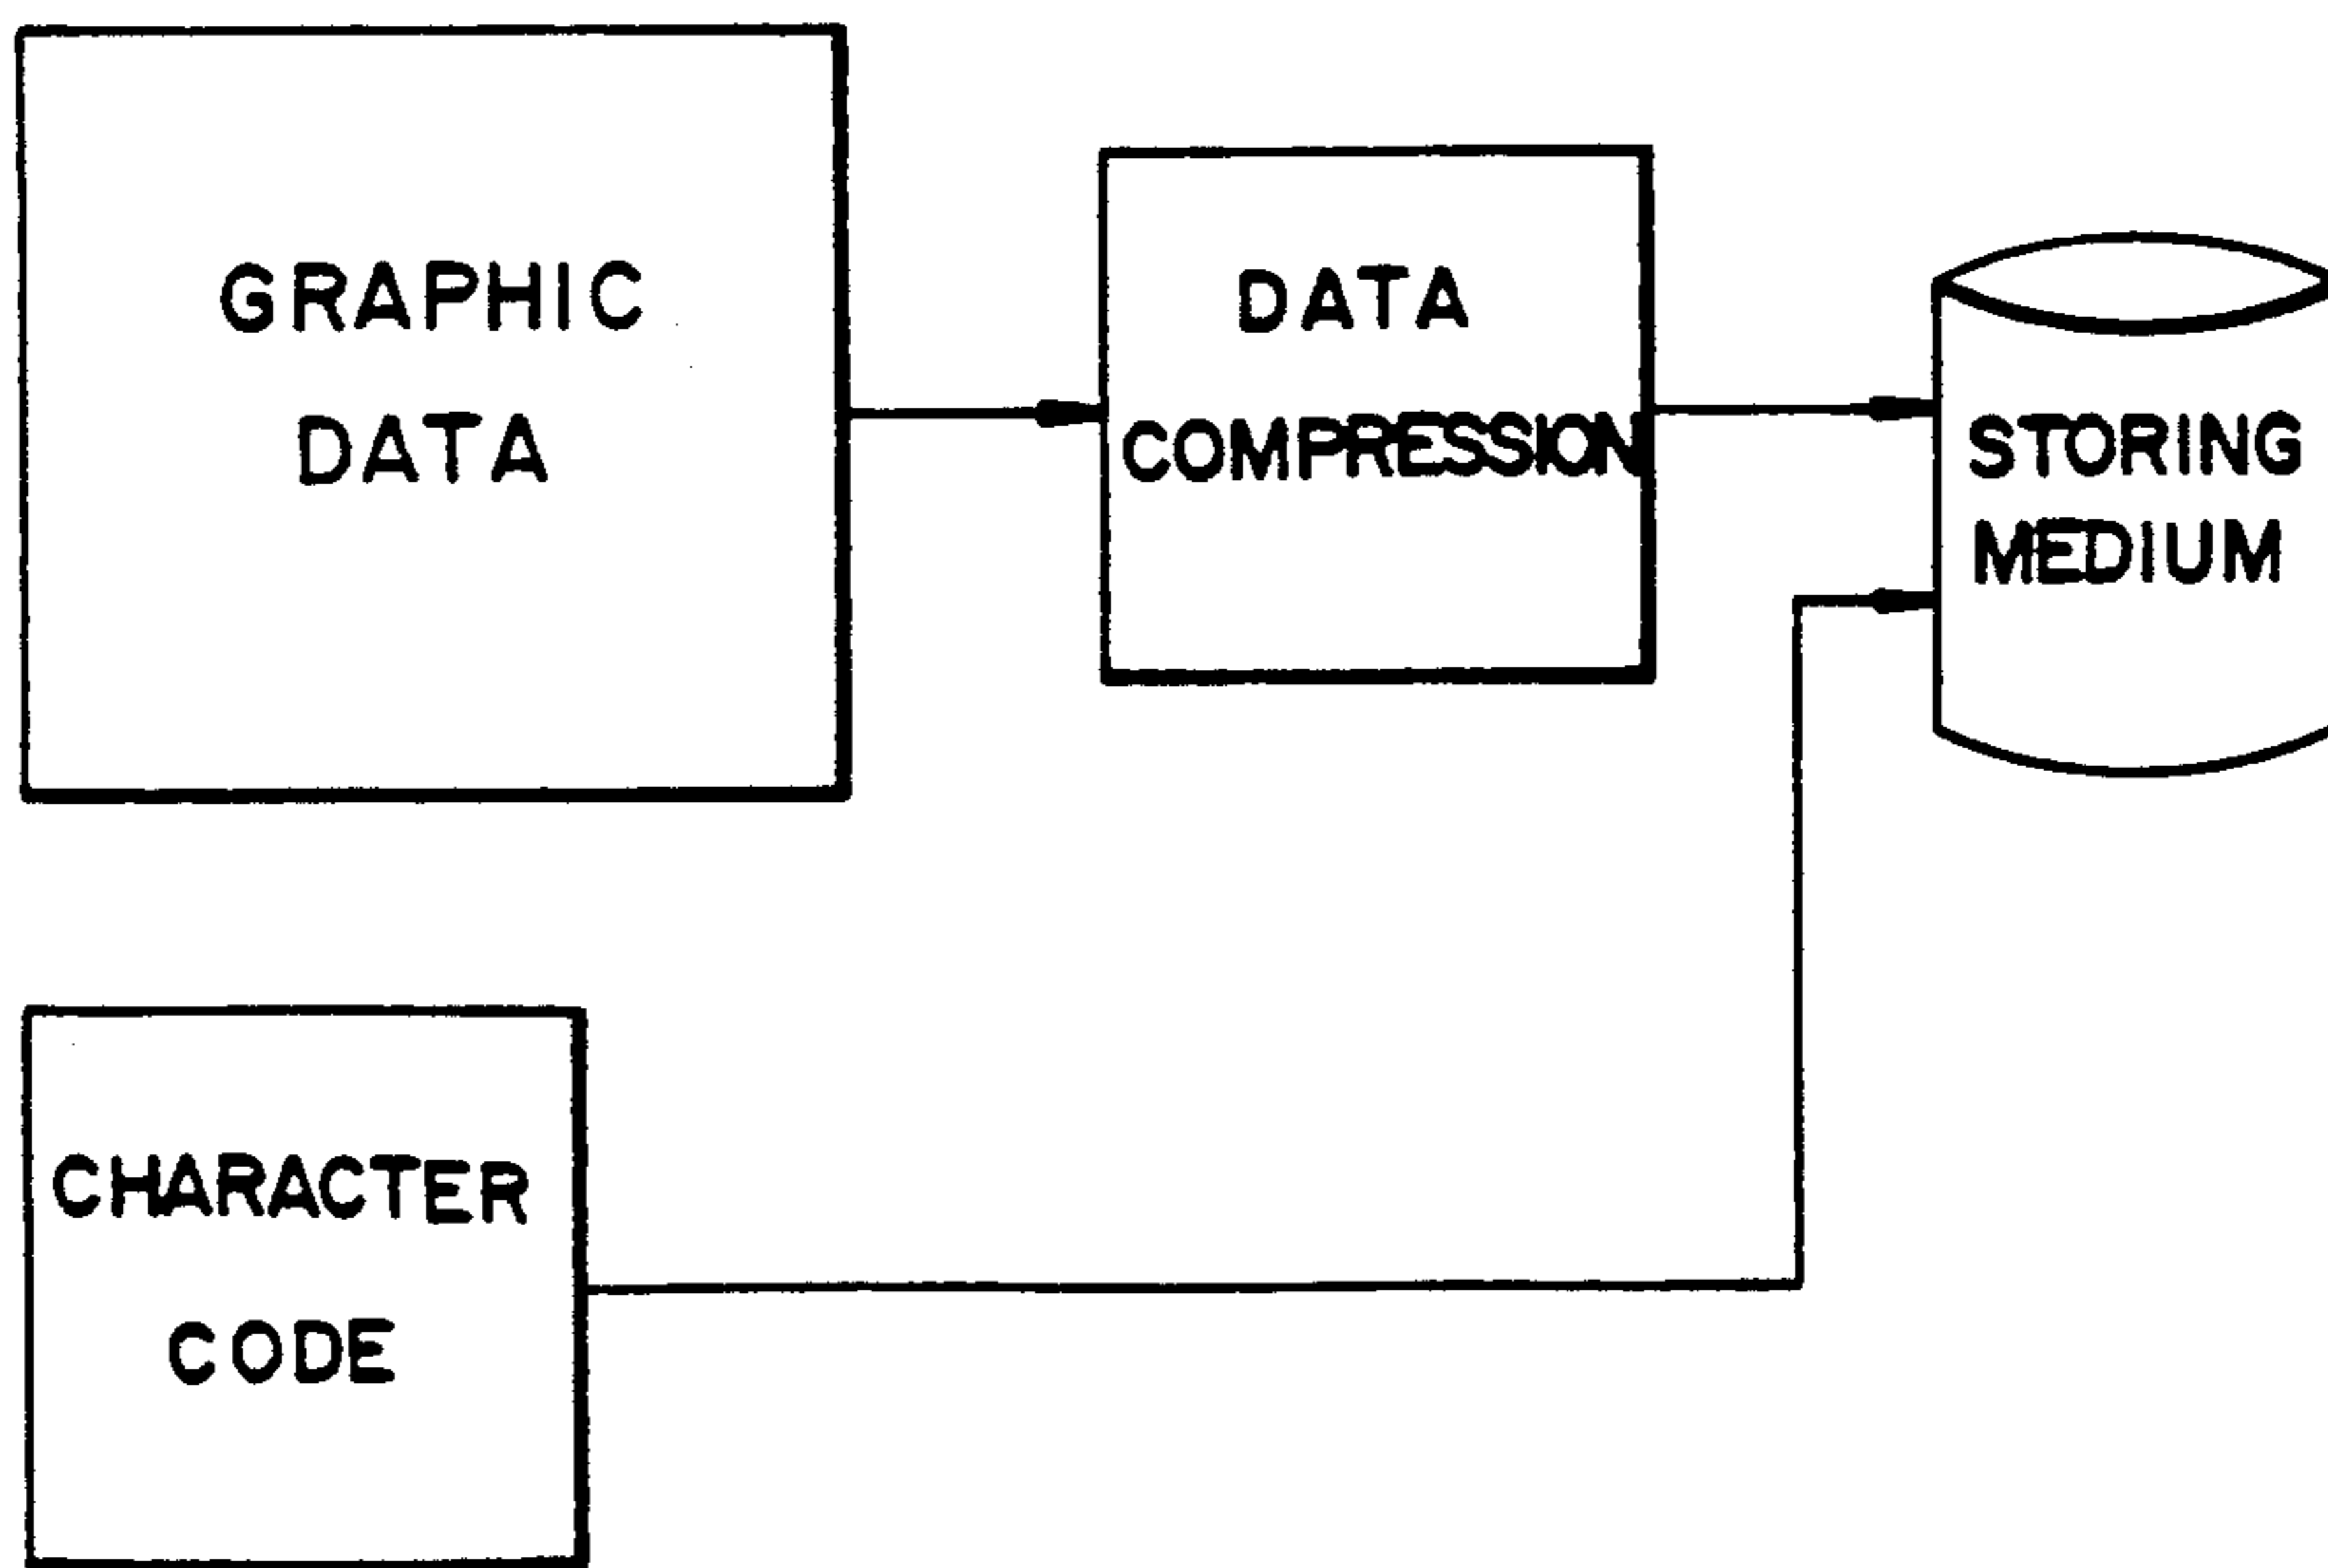 GRAPHIC
DATA
DATA
COMPRESSION
STORING
MEDIUM
CHARACTER
CODE